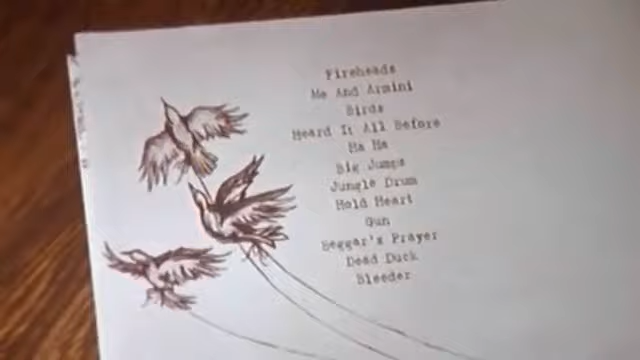 Fireheads
Me And Armini
Birds
Heard It All Before
Ha Ha
Big Jumps
Jungle Drum
Hold Heart
Gun
Beggar's Prayer
Dead Duck
Bleeder